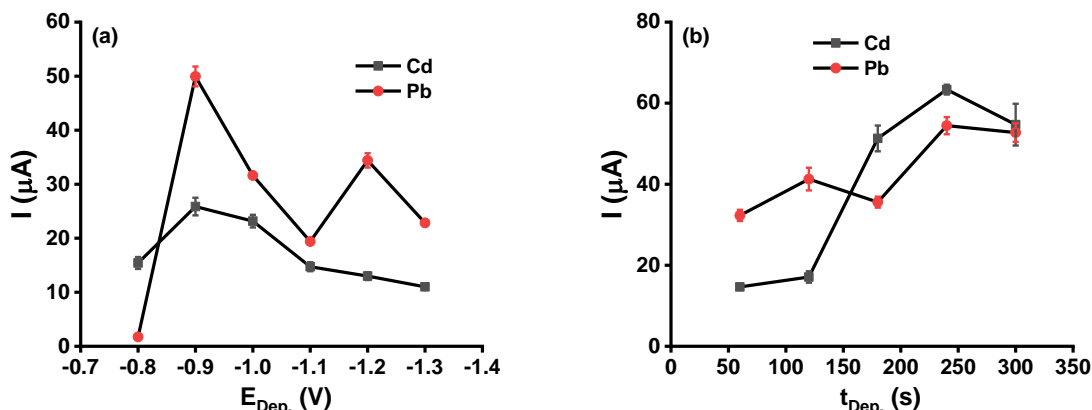 (a)
Cd
Pb
60
50
40
30
20
10
0
I (μA)
-0.7 -0.8 -0.9 -1.0 -1.1 -1.2 -1.3 -1.4
E_Dep. (V)
(b)
Cd
Pb
80
60
40
20
0
I (μA)
0 50 100 150 200 250 300 350
t_Dep. (s)